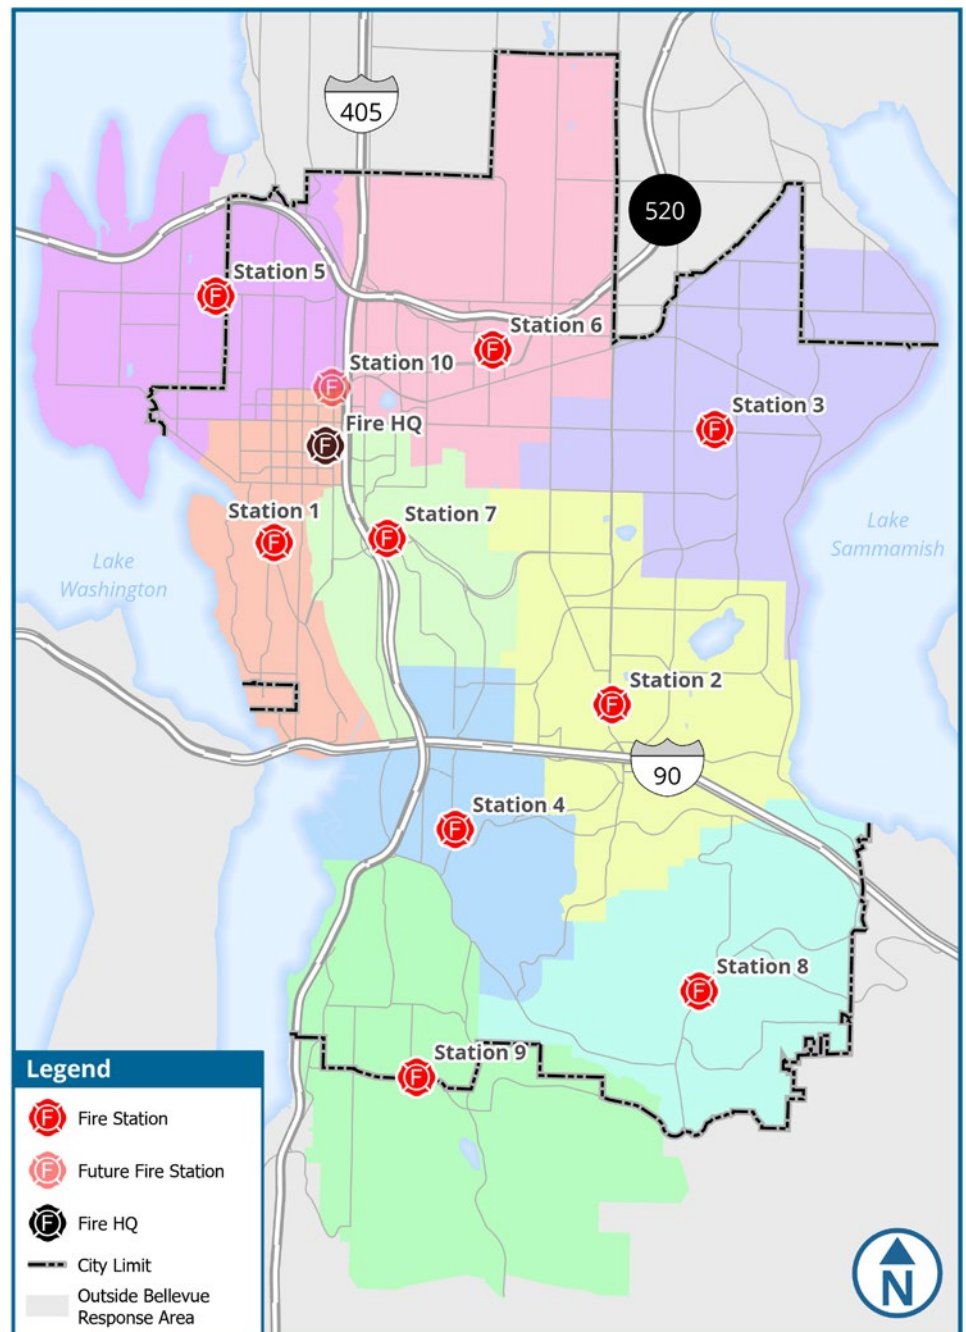 405
520
Station 5
Station 6
Station 10
Station 3
Fire HQ
Station 1
Station 7
Lake
Sammamish
Lake
Washington
Station 2
90
Station 4
Station 8
Station 9
Legend
F Fire Station
F Future Fire Station
F Fire HQ
City Limit
Outside Bellevue
Response Area
N